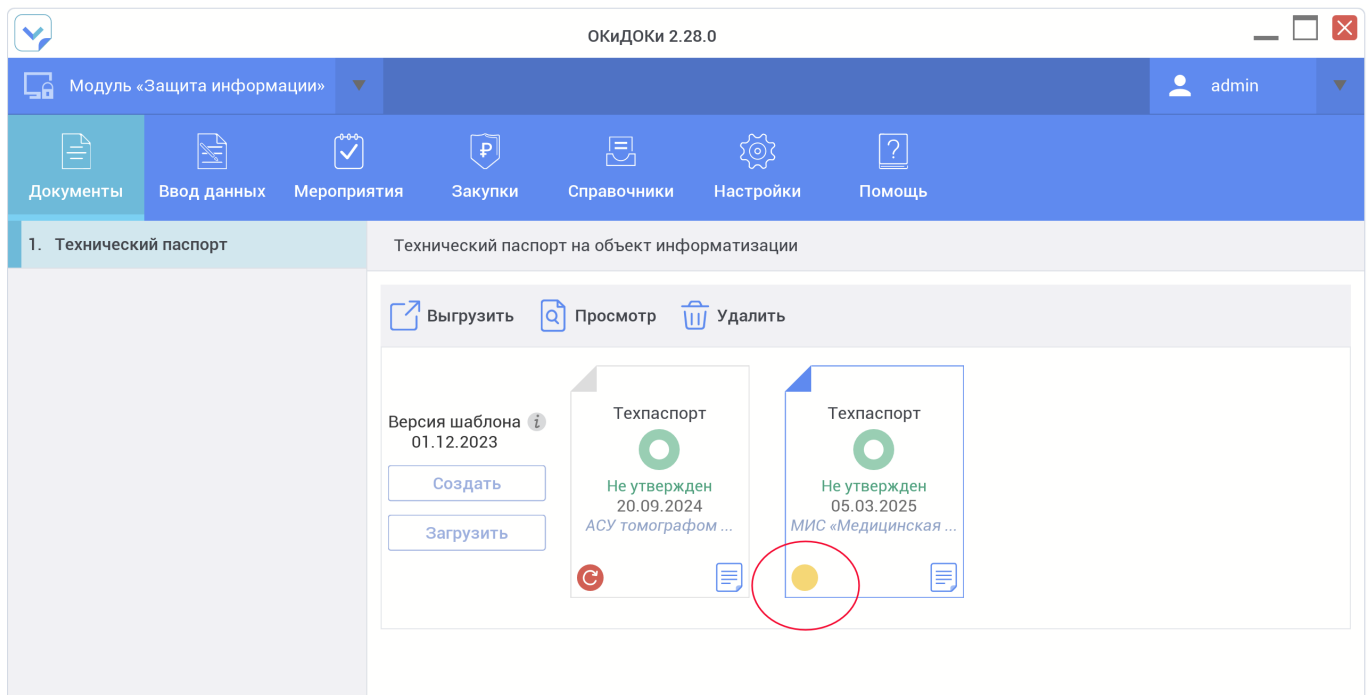 ОКиДОКи 2.28.0
Модуль «Защита информации»
admin
Документы
Ввод данных
Мероприятия
Закупки
Справочники
Настройки
Помощь
1. Технический паспорт
Технический паспорт на объект информатизации
Выгрузить
Просмотр
Удалить
Версия шаблона i
01.12.2023
Создать
Загрузить
Техпаспорт
Не утвержден
20.09.2024
АСУ томографом ...
Техпаспорт
Не утвержден
05.03.2025
МИС «Медицинская ...